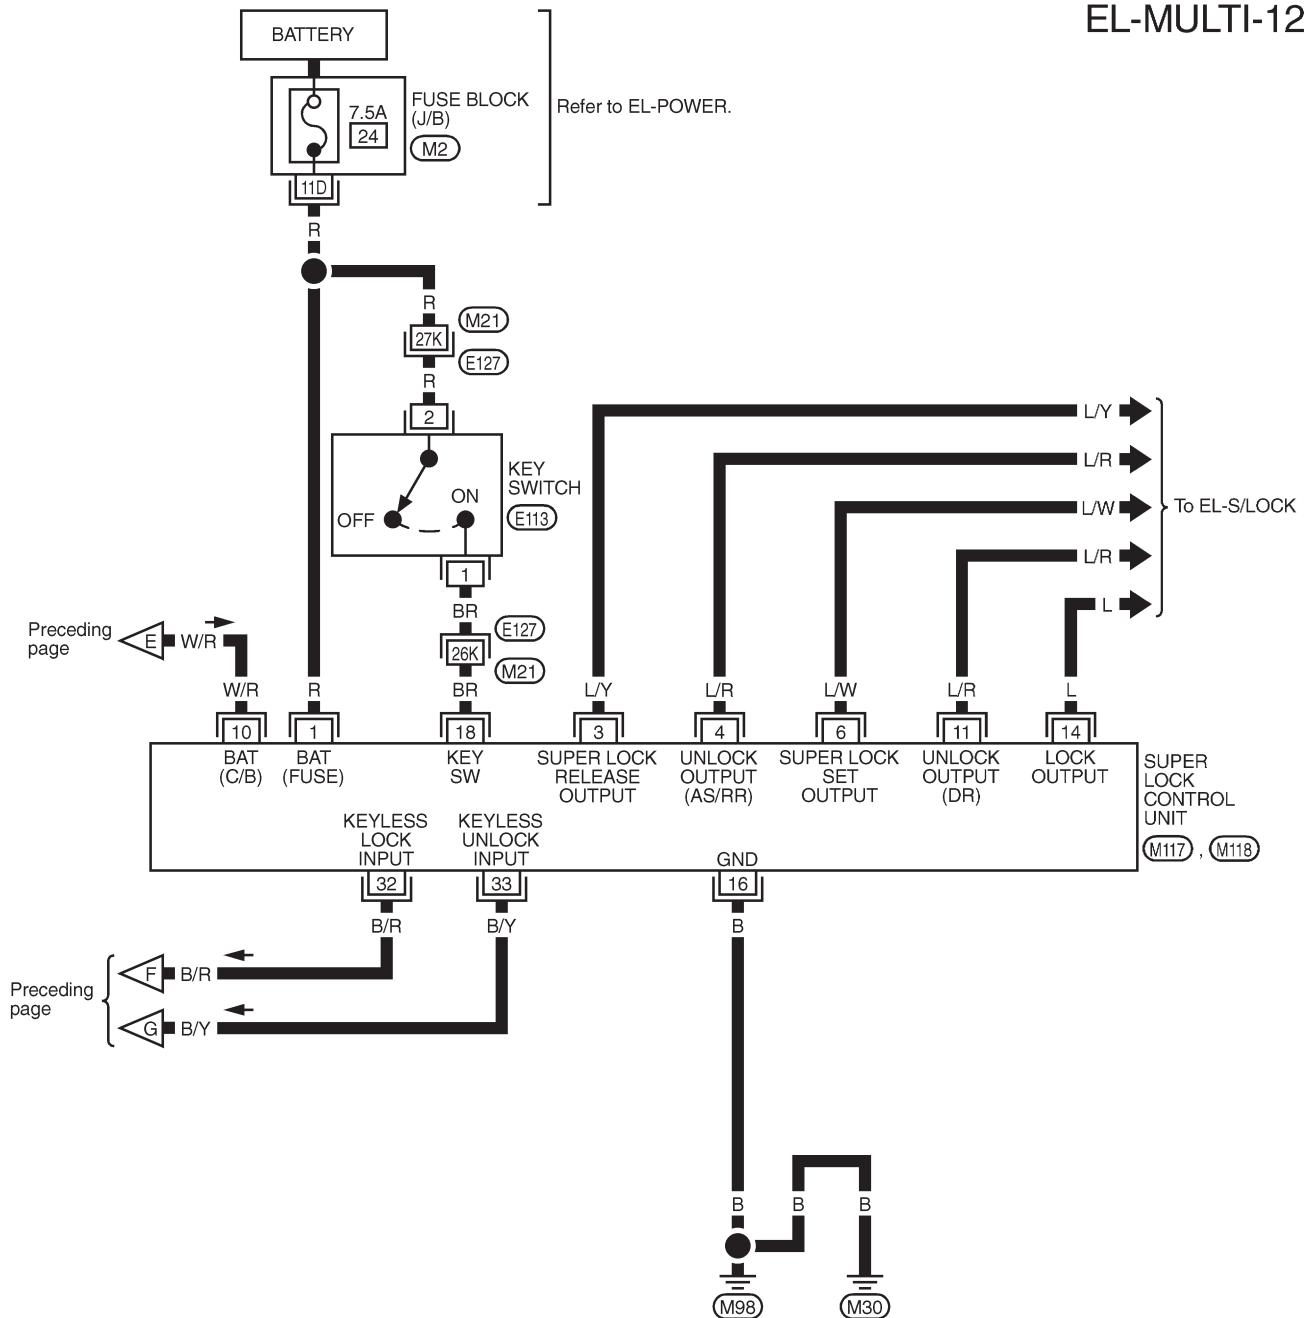 EL-MULTI-12
BATTERY
FUSE BLOCK
(J/B)
M2
7.5A
24
Refer to EL-POWER.
11D
R
R
M21
27K
E127
R
2
KEY
SWITCH
E113
OFF
ON
1
BR
E127
26K
M21
BR
L/Y
L/R
L/W
L/R
L
To EL-S/LOCK
Preceding
page
E
W/R
W/R
R
L/Y
L/R
L/W
L/R
L
10
1
18
3
4
6
11
14
BAT
(C/B)
BAT
(FUSE)
KEY
SW
SUPER LOCK
RELEASE
OUTPUT
UNLOCK
OUTPUT
(AS/RR)
SUPER LOCK
SET
OUTPUT
UNLOCK
OUTPUT
(DR)
LOCK
OUTPUT
SUPER
LOCK
CONTROL
UNIT
M117 , M118
KEYLESS
LOCK
INPUT
KEYLESS
UNLOCK
INPUT
GND
32
33
16
B/R
B/Y
B
Preceding
page
F
B/R
G
B/Y
B
B
B
M98
M30